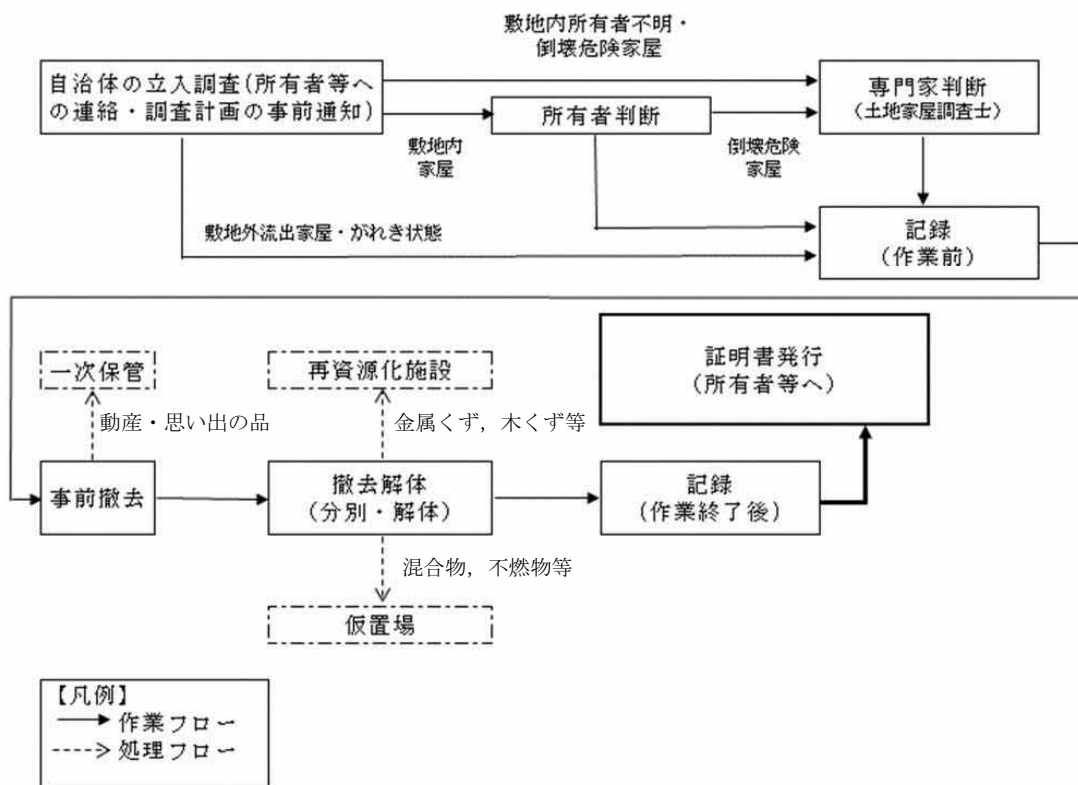 敷地内所有者不明・
倒壊危険家屋
自治体の立入調査(所有者等へ
の連絡・調査計画の事前通知)
所有者判断
専門家判断
(土地家屋調査士)
敷地内
家屋
倒壊危険
家屋
敷地外流出家屋・がれき状態
記録
(作業前)
一次保管
再資源化施設
証明書発行
(所有者等へ)
動産・思い出の品
金属くず，木くず等
事前撤去
撤去解体
(分別・解体)
記録
(作業終了後)
混合物，不燃物等
仮置場
【凡例】
作業フロー
処理フロー